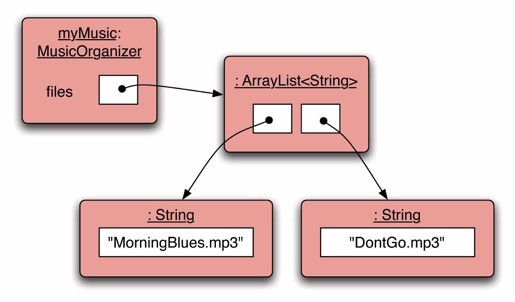 myMusic:
MusicOrganizer
files
: ArrayList<String>
: String
"MorningBlues.mp3"
: String
"DontGo.mp3"